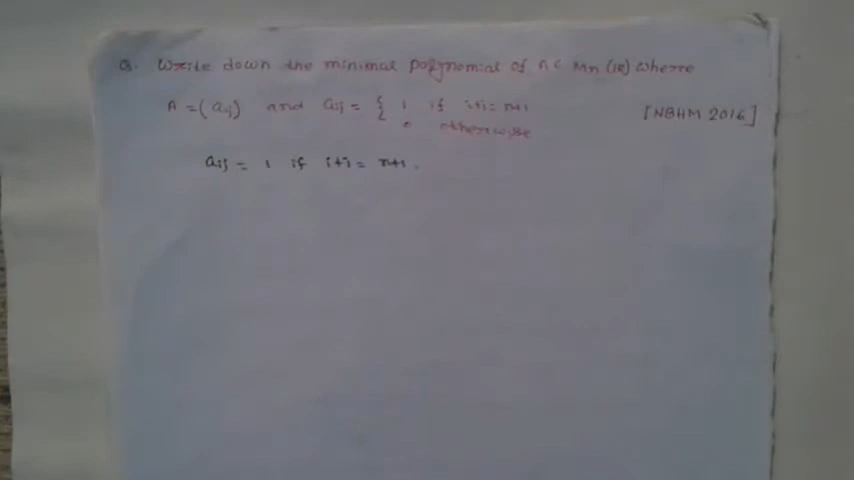 Q. Write down the minimal polynomial of A ∈ Mn(R) where
A = (aij) and aij = { 1 if i+j = n+1 [NBHM 2016]
0 otherwise
aij = 1 if i+j = n+1.